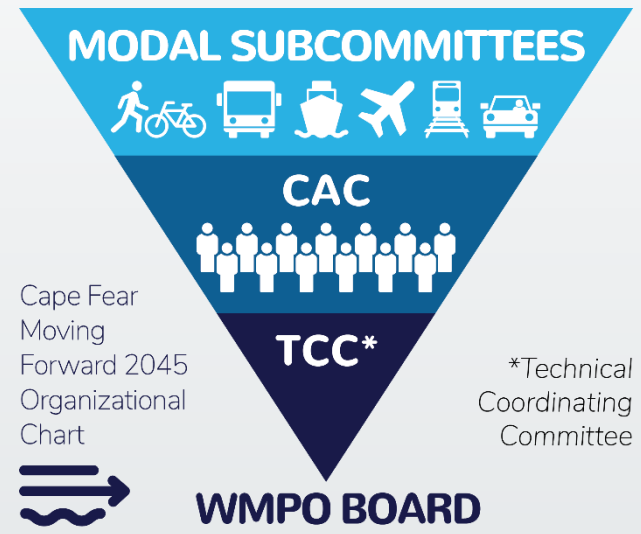 MODAL SUBCOMMITTEES
CAC
TCC*
Cape Fear
Moving
Forward 2045
Organizational
Chart
*Technical
Coordinating
Committee
WMPO BOARD